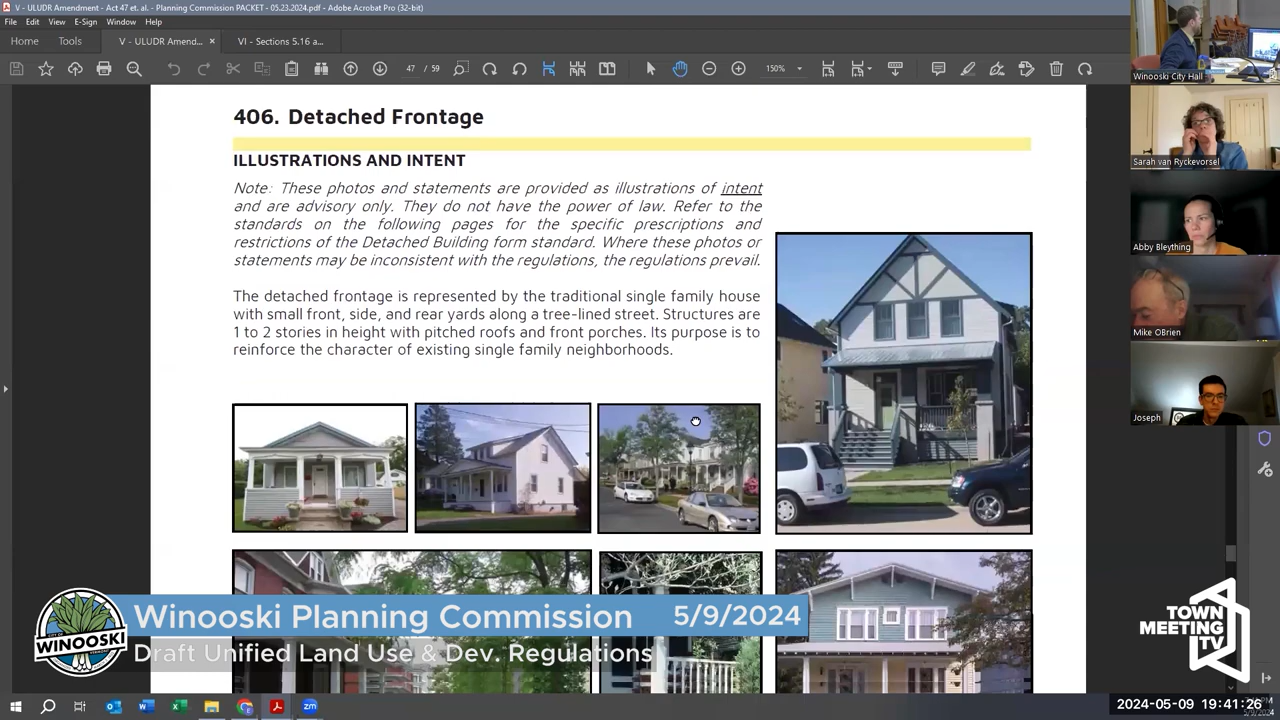 V - ULUDR Amendment - Act 47 et. al. - Planning Commission PACKET - 05.23.2024.pdf - Adobe Acrobat Pro (32-bit)
File Edit View E-Sign Window Help
Home Tools V - ULUDR Amend... × VI - Sections 5.16 a...
47 / 59 150%
406. Detached Frontage
ILLUSTRATIONS AND INTENT
Note: These photos and statements are provided as illustrations of intent
and are advisory only. They do not have the power of law. Refer to the
standards on the following pages for the specific prescriptions and
restrictions of the Detached Building form standard. Where these photos or
statements may be inconsistent with the regulations, the regulations prevail.
The detached frontage is represented by the traditional single family house
with small front, side, and rear yards along a tree-lined street. Structures are
1 to 2 stories in height with pitched roofs and front porches. Its purpose is to
reinforce the character of existing single family neighborhoods.
Winooski City Hall
Sarah van Ryckevorsel
Abby Bleything
Mike OBrien
Joseph
WINOOSKI
Winooski Planning Commission 5/9/2024
Draft Unified Land Use & Dev. Regulations
TOWN
MEETING
TV
2024-05-09 19:41:26